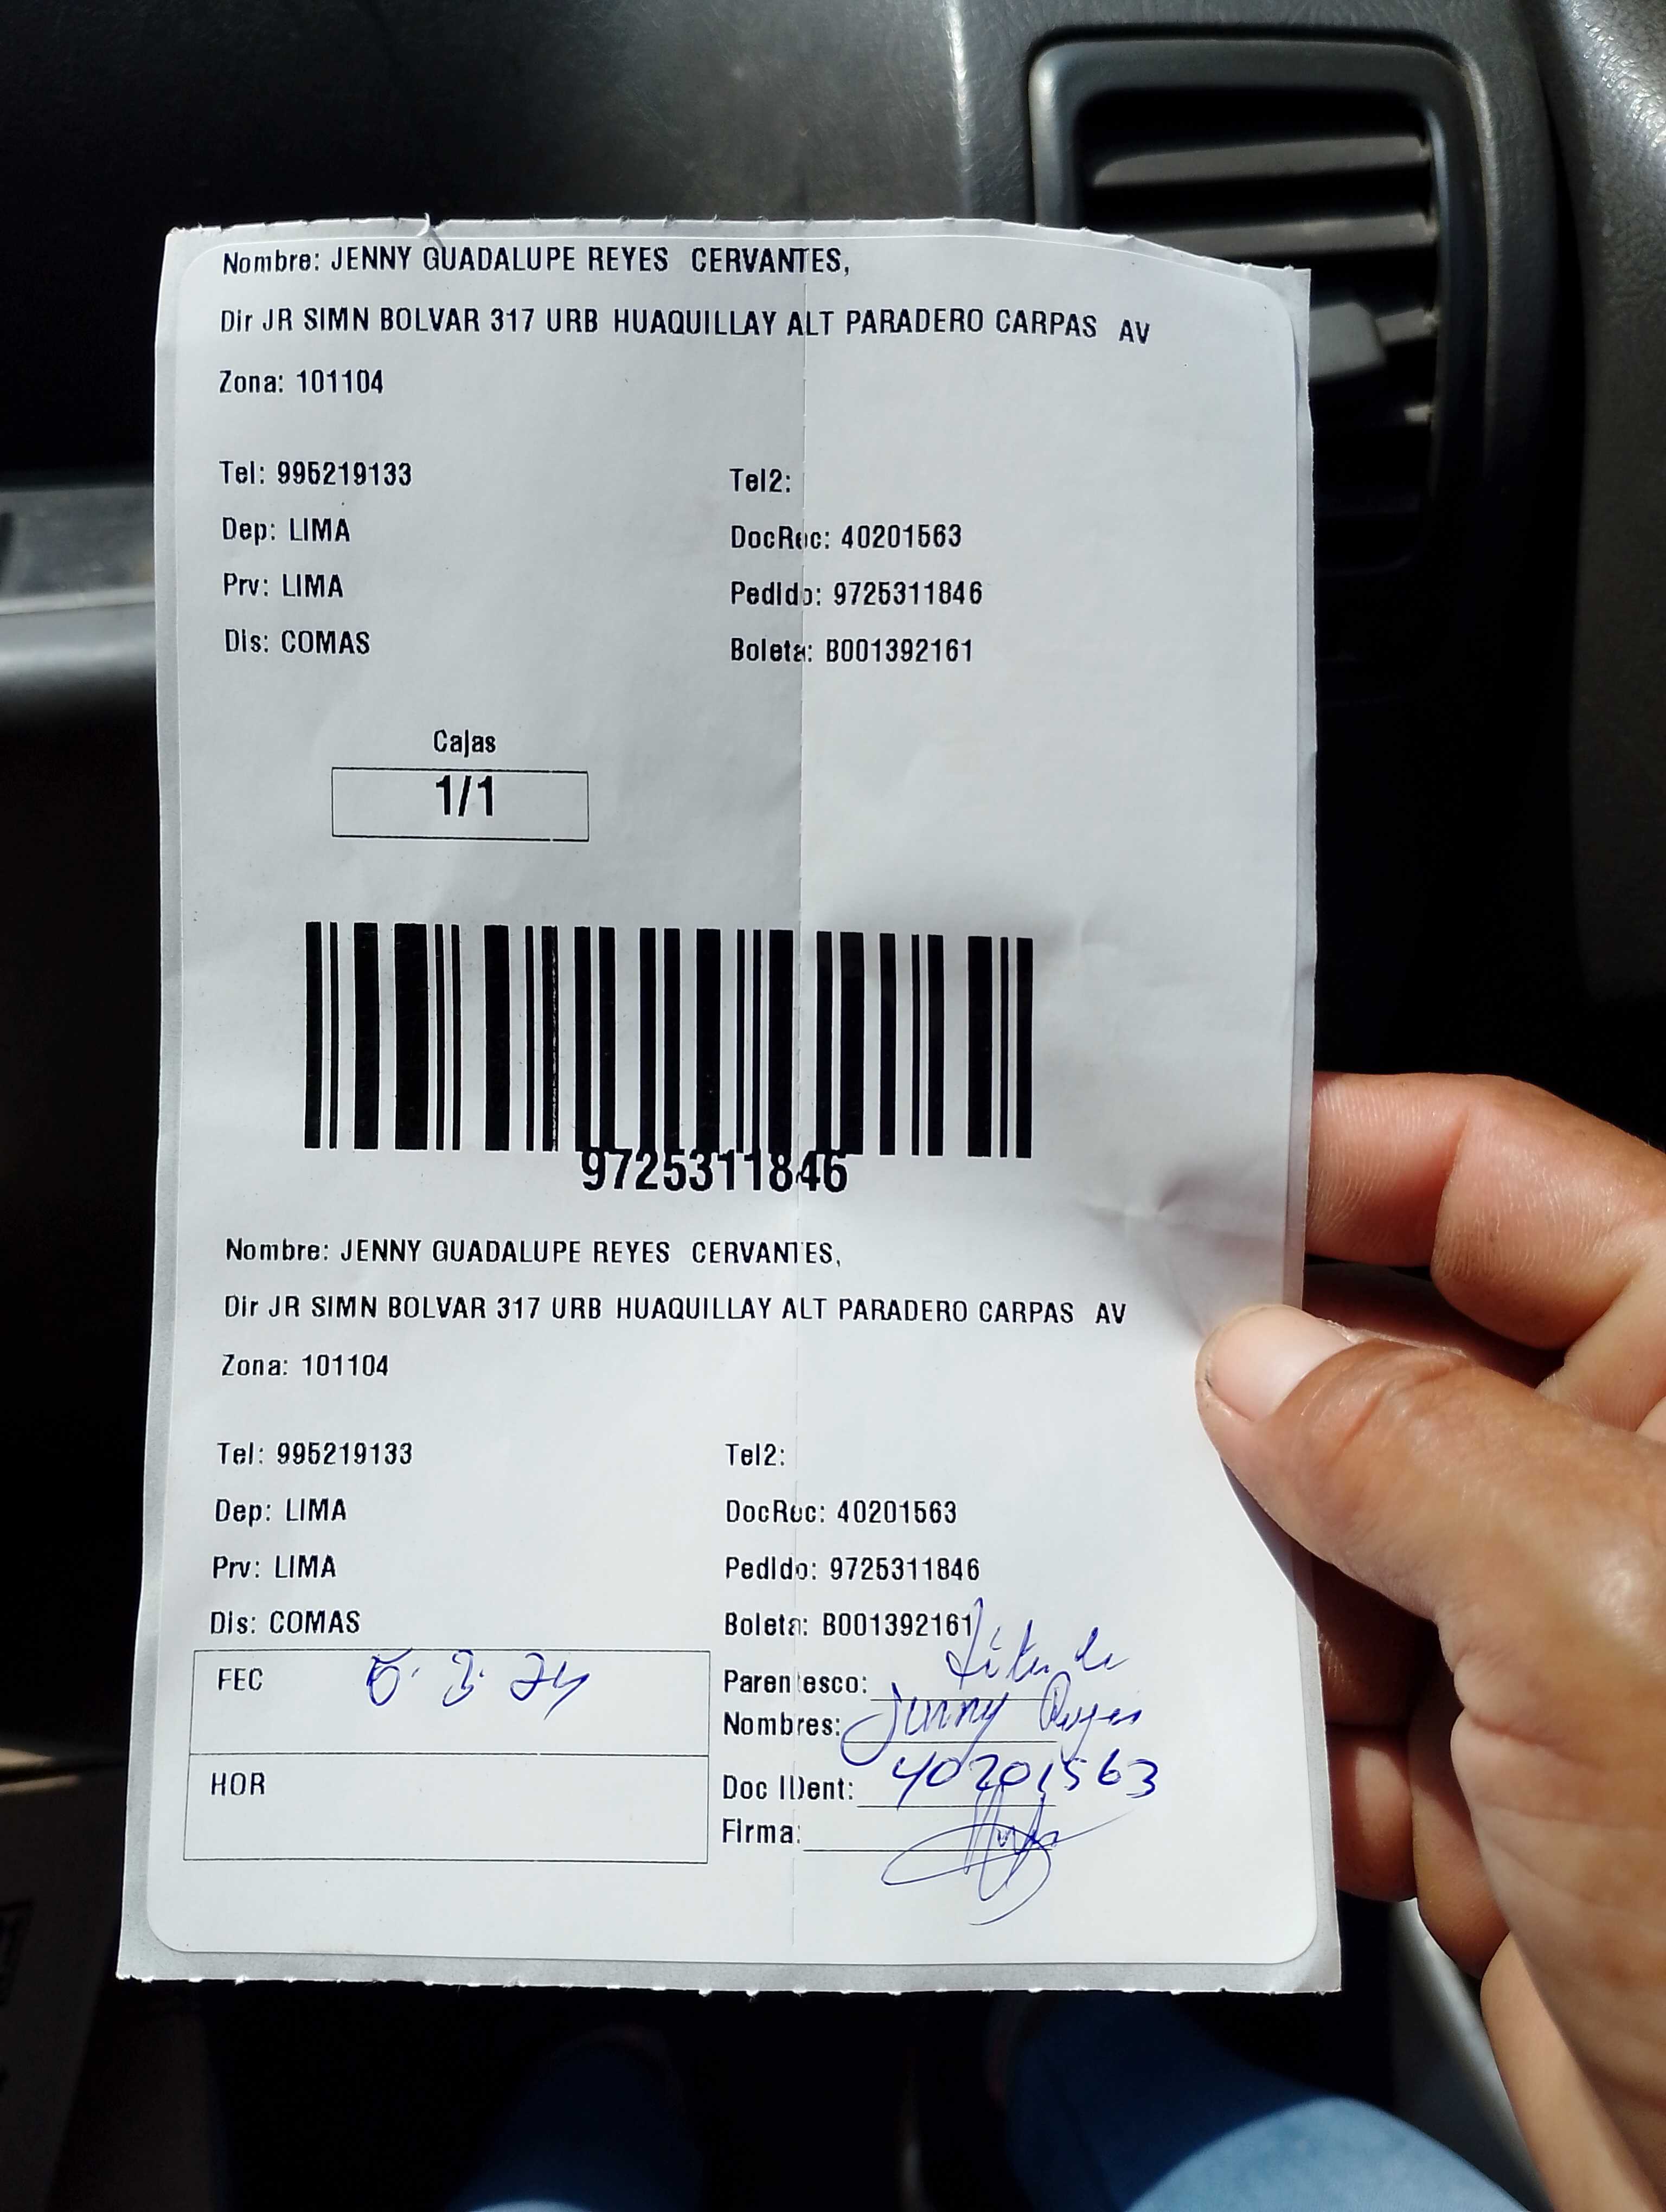 Nombre: JENNY GUADALUPE REYES CERVANTES,
Dir JR SIMN BOLVAR 317 URB HUAQUILLAY ALT PARADERO CARPAS AV
Zona: 101104
Tel: 995219133 Tel2:
Dep: LIMA DocRec: 40201563
Prv: LIMA Pedido: 9725311846
Dis: COMAS Boleta: B001392161
Cajas
1/1
9725311846
Nombre: JENNY GUADALUPE REYES CERVANTES,
Dir JR SIMN BOLVAR 317 URB HUAQUILLAY ALT PARADERO CARPAS AV
Zona: 101104
Tel: 995219133 Tel2:
Dep: LIMA DocRec: 40201563
Prv: LIMA Pedido: 9725311846
Dis: COMAS Boleta: B001392161
FEC Parentesco:
Nombres: Jenny Reyes
HOR Doc IDent: 40201563
Firma: